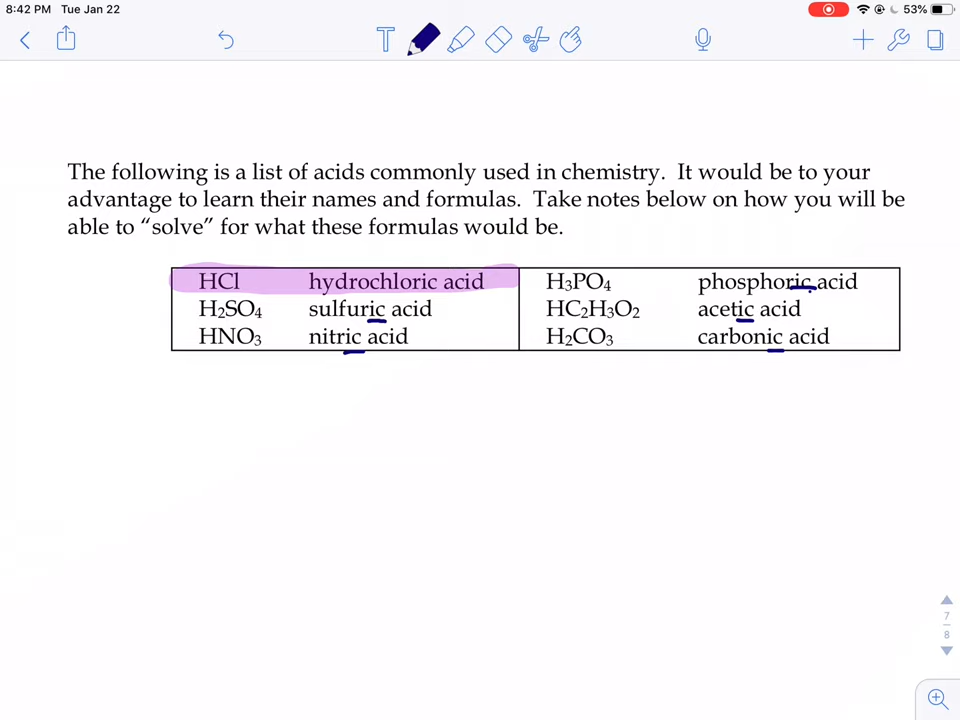 8:42 PM Tue Jan 22 53%
The following is a list of acids commonly used in chemistry. It would be to your
advantage to learn their names and formulas. Take notes below on how you will be
able to “solve” for what these formulas would be.
HCl hydrochloric acid H₃PO₄ phosphoric acid
H₂SO₄ sulfuric acid HC₂H₃O₂ acetic acid
HNO₃ nitric acid H₂CO₃ carbonic acid
7
8